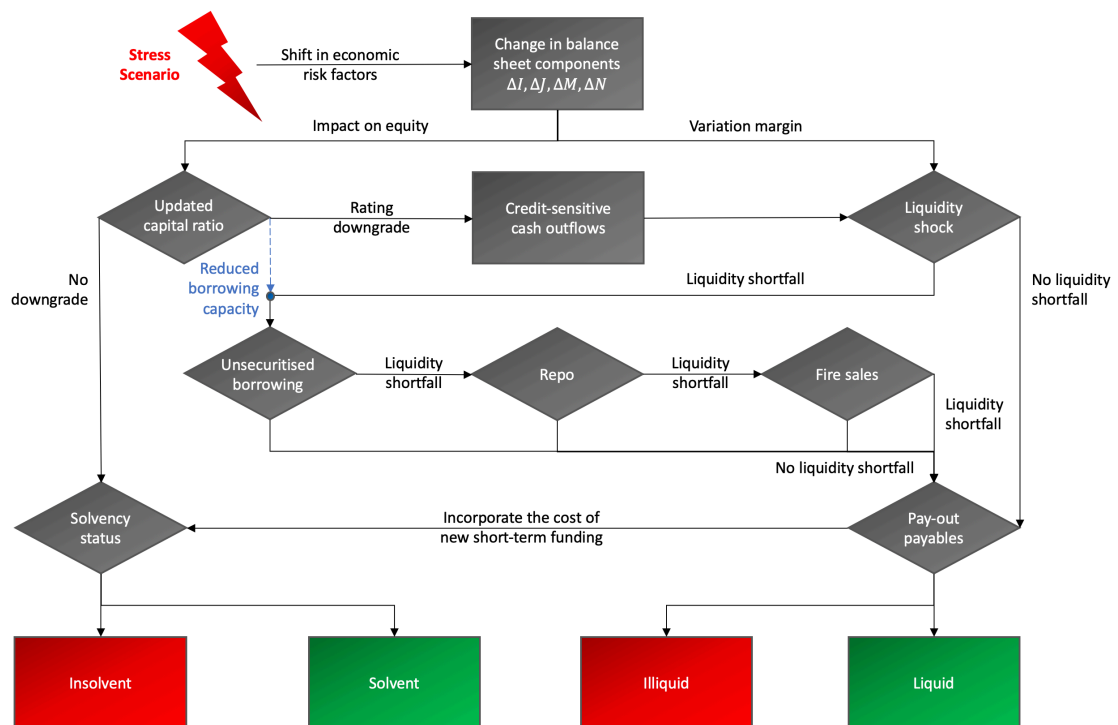 Stress
Scenario
Shift in economic
risk factors
Change in balance
sheet components
ΔI, ΔJ, ΔM, ΔN
Impact on equity
Variation margin
Updated
capital ratio
Rating
downgrade
Credit-sensitive
cash outflows
Liquidity
shock
No
downgrade
Reduced
borrowing
capacity
Liquidity shortfall
No liquidity
shortfall
Unsecuritised
borrowing
Liquidity
shortfall
Repo
Liquidity
shortfall
Fire sales
Liquidity
shortfall
No liquidity shortfall
Solvency
status
Incorporate the cost of
new short-term funding
Pay-out
payables
Insolvent
Solvent
Illiquid
Liquid